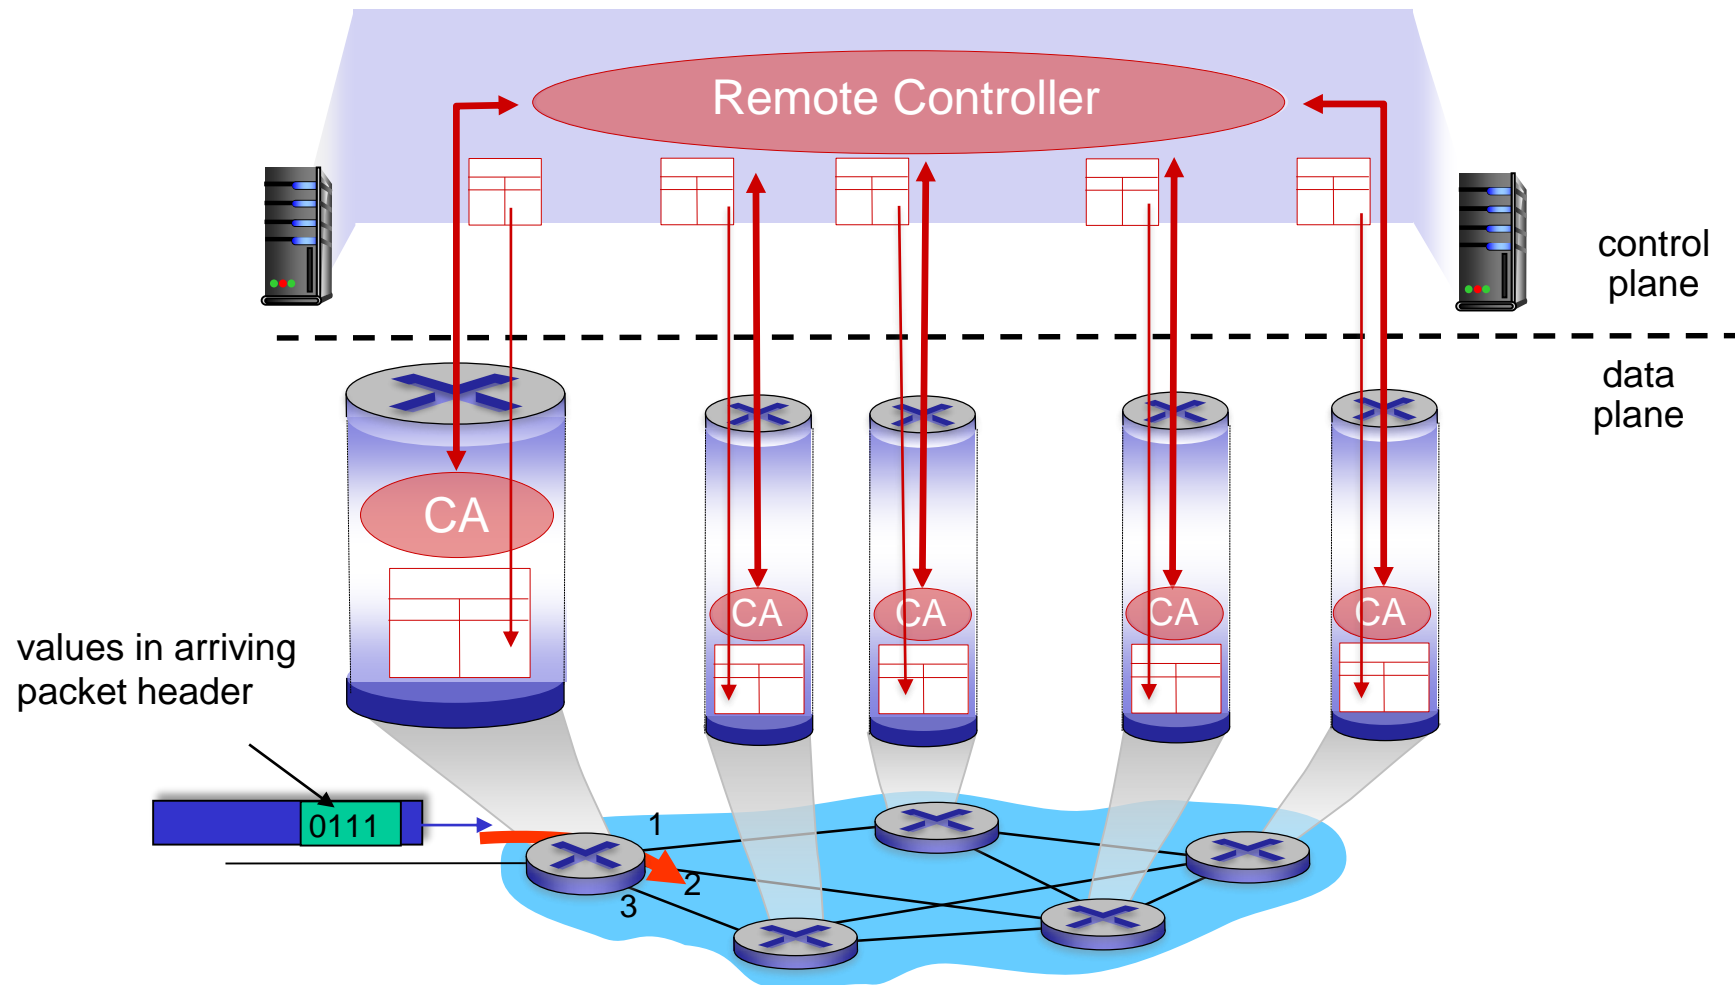 Remote Controller
control
plane
data
plane
CA
CA
CA
CA
CA
values in arriving
packet header
0111
1
2
3